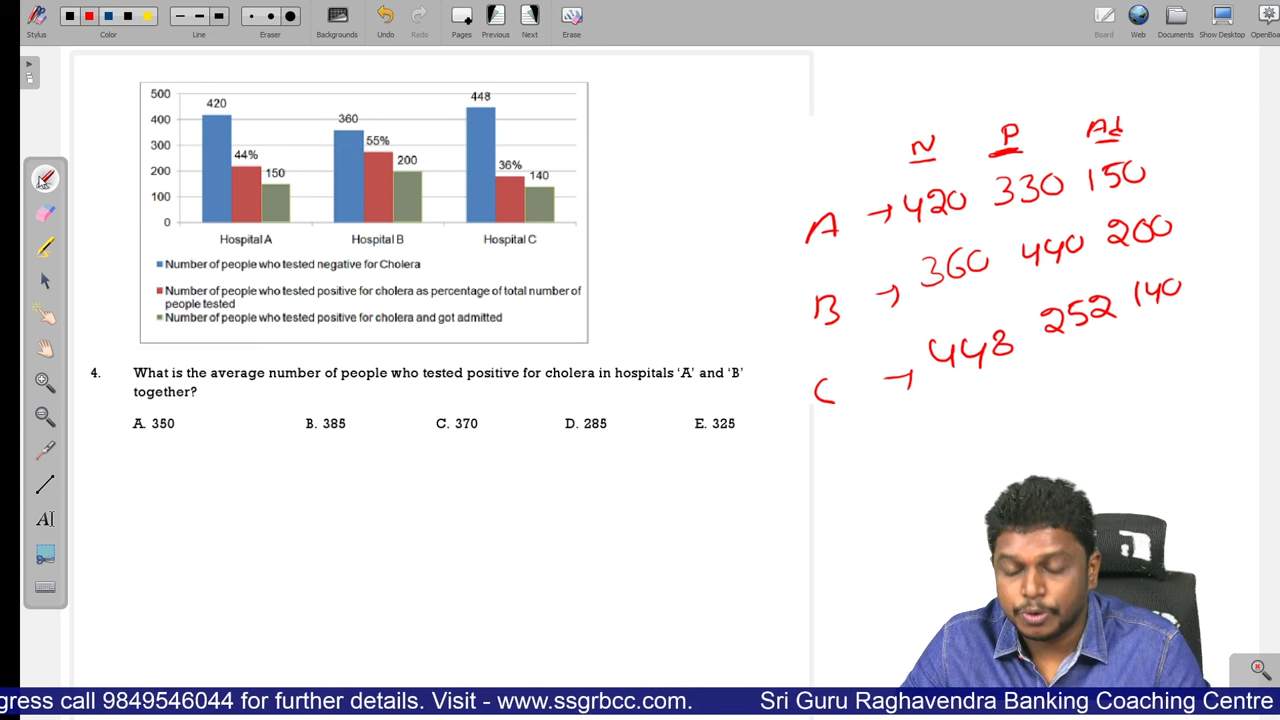 Stylus Color Line Eraser Backgrounds Undo Redo Pages Previous Next Erase Board Web Documents Show Desktop OpenBoa
500
400
300
200
100
0
420
44%
150
360
55%
200
448
36%
140
Hospital A Hospital B Hospital C
Number of people who tested negative for Cholera
Number of people who tested positive for cholera as percentage of total number of
people tested
Number of people who tested positive for cholera and got admitted
4. What is the average number of people who tested positive for cholera in hospitals ‘A’ and ‘B’
together?
A. 350 B. 385 C. 370 D. 285 E. 325
N P Ad
A → 420 330 150
B → 360 440 200
C → 448 252 140
gress call 9849546044 for further details. Visit - www.ssgrbcc.com. Sri Guru Raghavendra Banking Coaching Centre